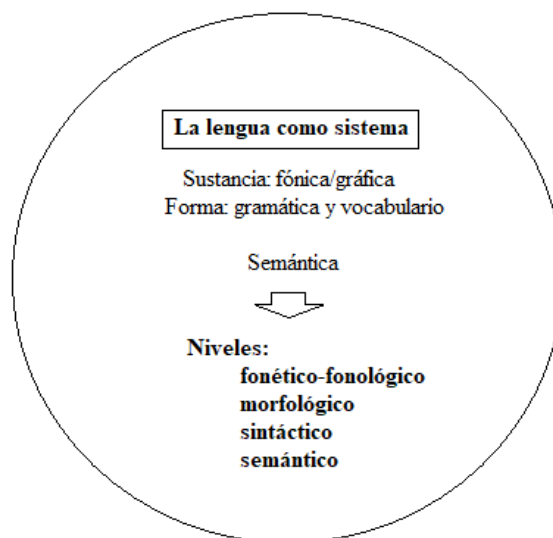 La lengua como sistema
Sustancia: fónica/gráfica
Forma: gramática y vocabulario
Semántica
Niveles:
fonético-fonológico
morfológico
sintáctico
semántico